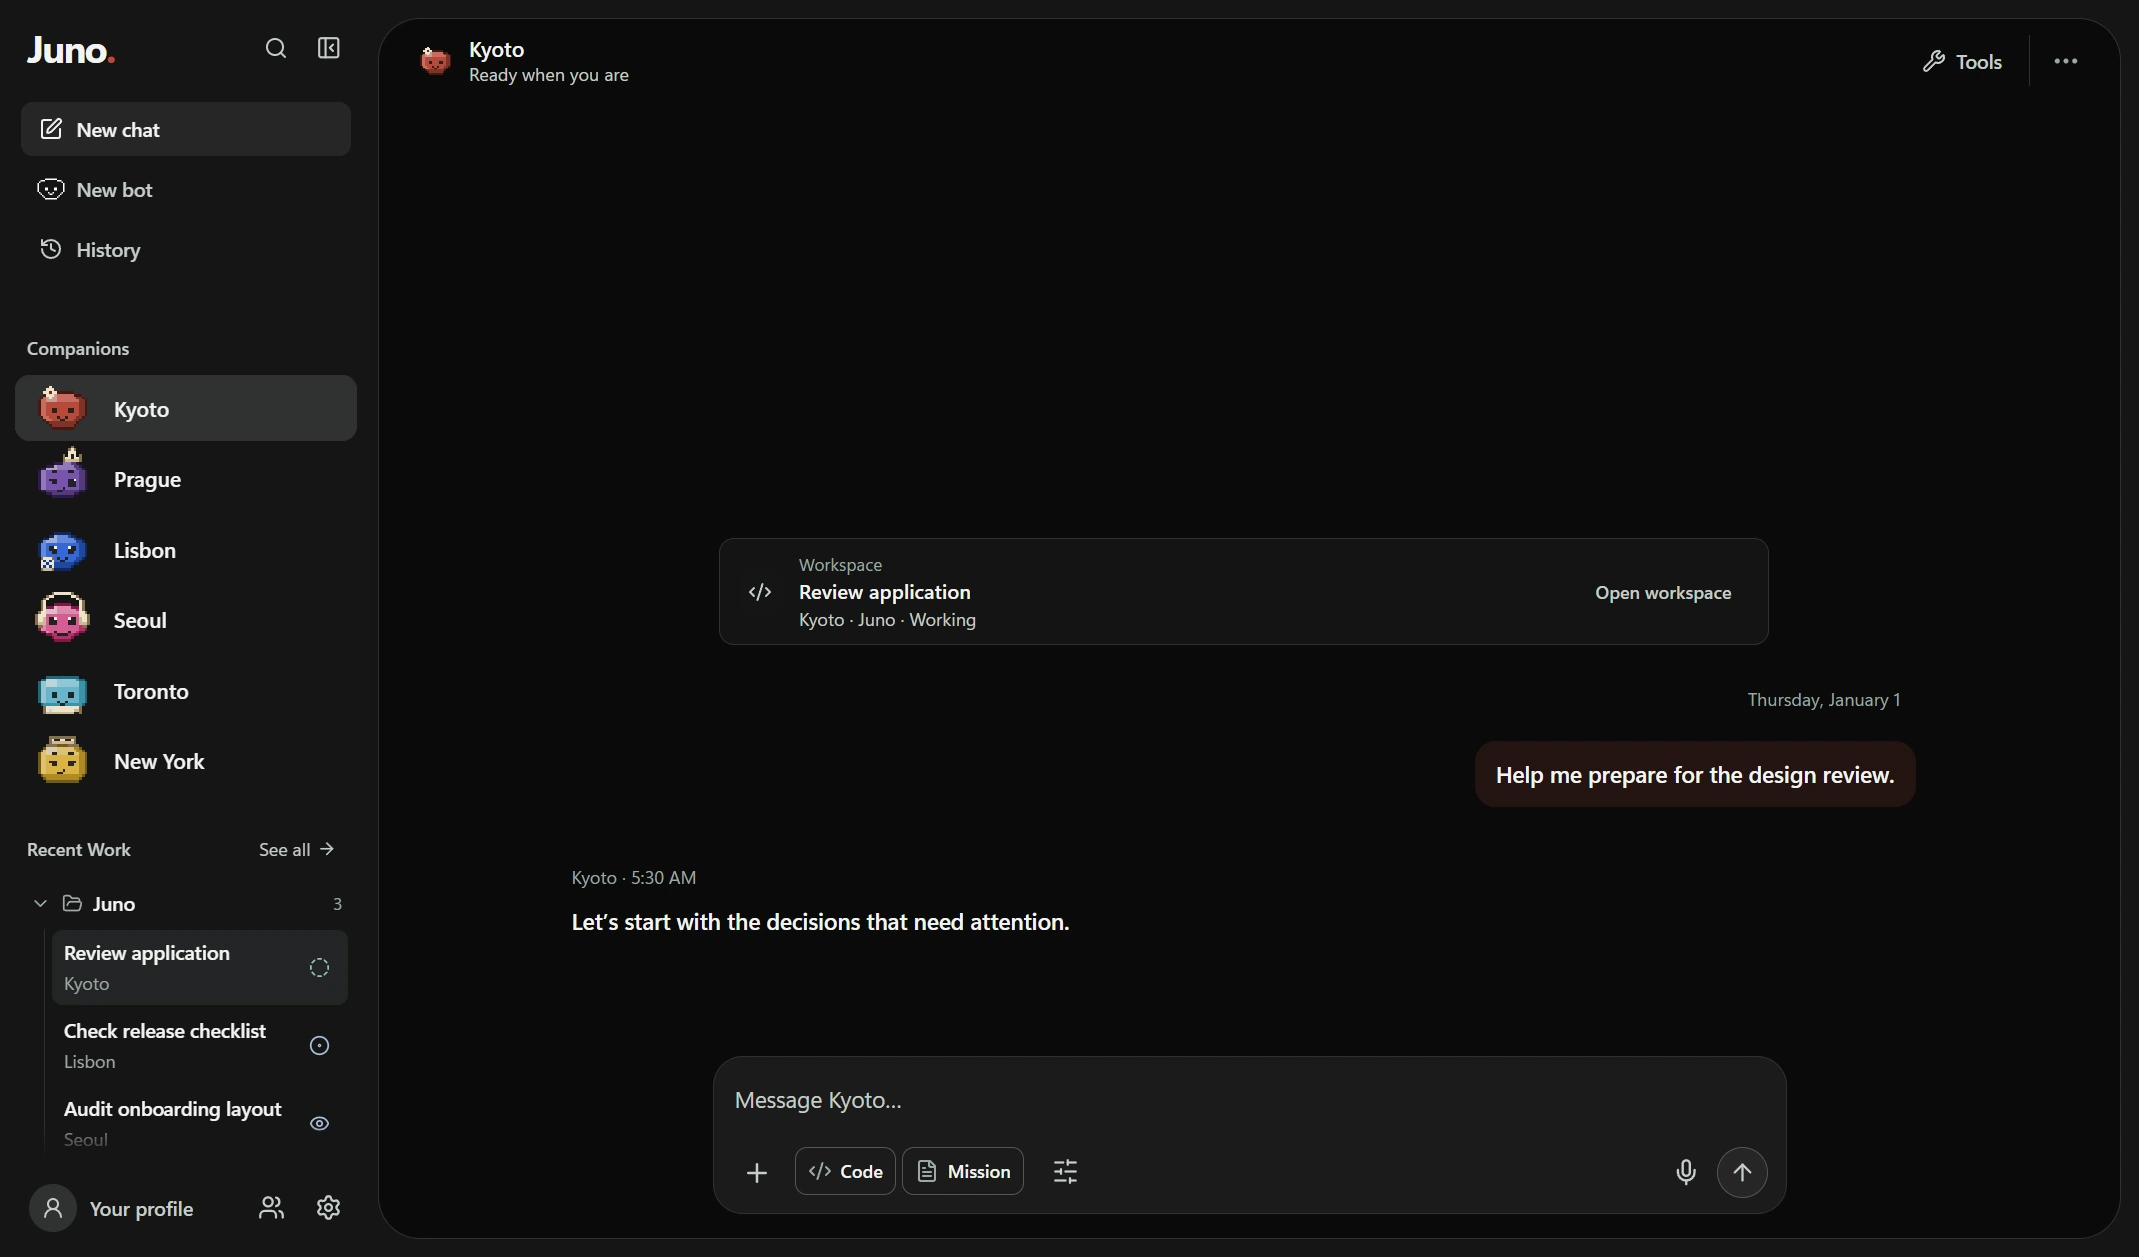 Juno.
New chat
New bot
History
Companions
Kyoto
Prague
Lisbon
Seoul
Toronto
New York
Recent Work
See all →
Juno
3
Review application
Kyoto
Check release checklist
Lisbon
Audit onboarding layout
Seoul
Your profile
Kyoto
Ready when you are
Tools
Workspace
Review application
Kyoto · Juno · Working
Open workspace
Thursday, January 1
Help me prepare for the design review.
Kyoto · 5:30 AM
Let’s start with the decisions that need attention.
Message Kyoto...
Code
Mission